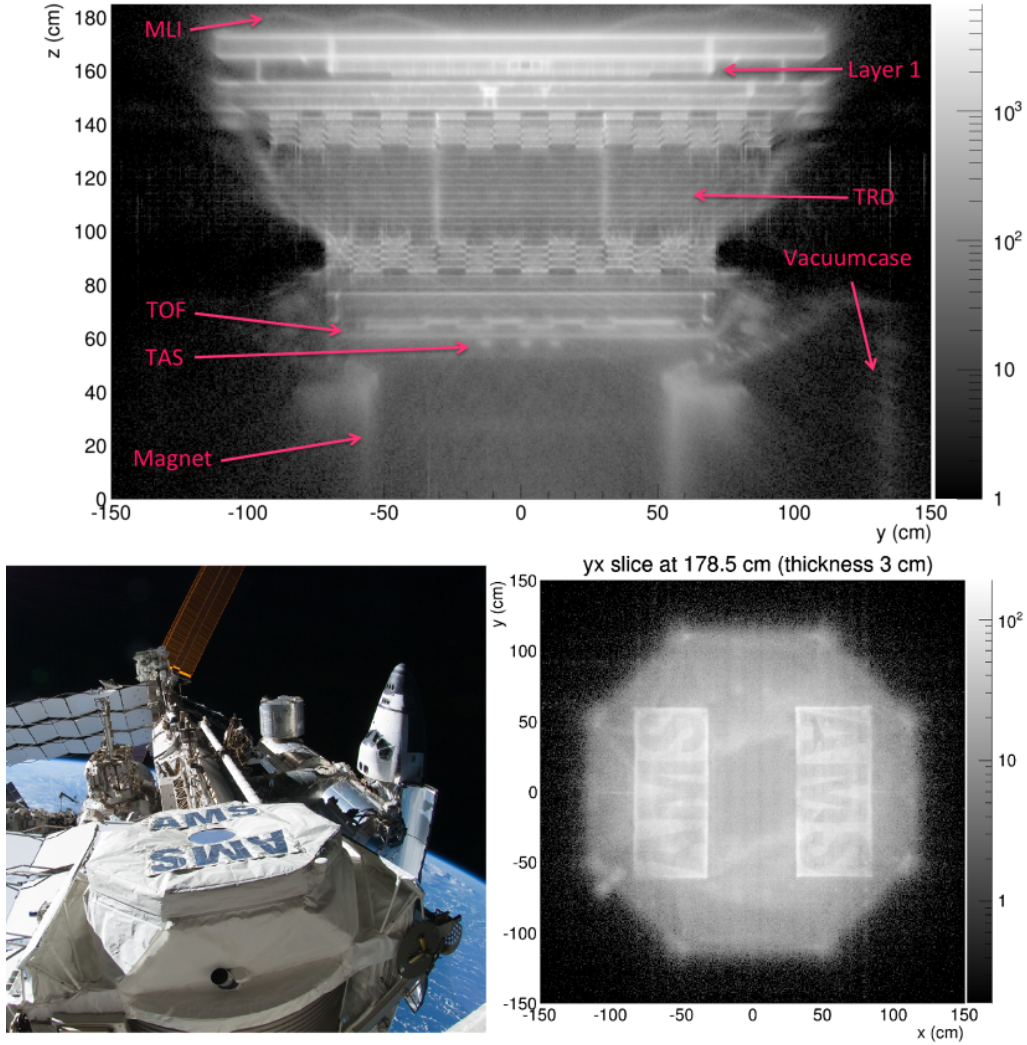 z (cm)
180
160
140
120
100
80
60
40
20
0
MLI
Layer 1
TRD
Vacuumcase
TOF
TAS
Magnet
-150
-100
-50
0
50
100
150
y (cm)
10³
10²
10
1
AMS
AMS
yx slice at 178.5 cm (thickness 3 cm)
y (cm)
150
100
50
0
-50
-100
-150
AMS
AMS
-150
-100
-50
0
50
100
150
x (cm)
10²
10
1